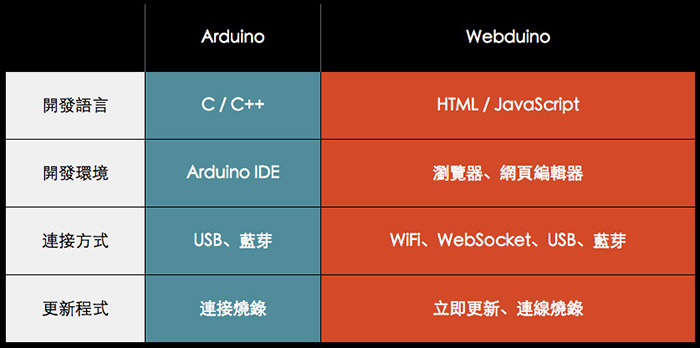 Arduino Webduino
開發語言 C / C++ HTML / JavaScript
開發環境 Arduino IDE 瀏覽器、網頁編輯器
連接方式 USB、藍芽 WiFi、WebSocket、USB、藍芽
更新程式 連接燒錄 立即更新、連線燒錄